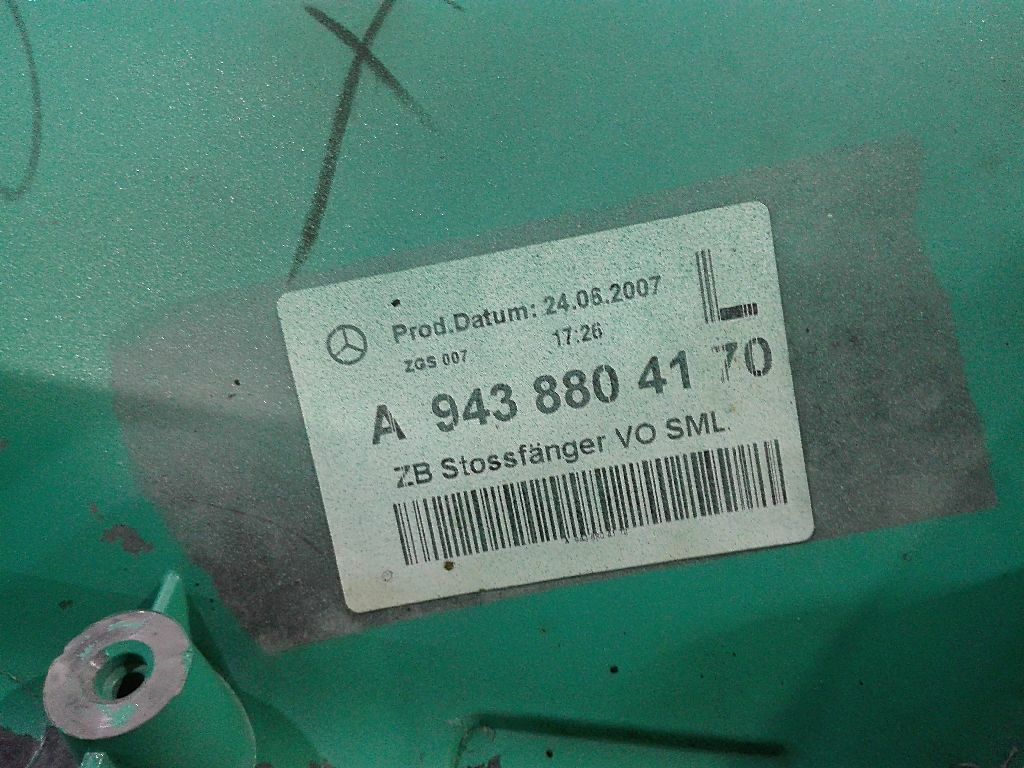 Prod.Datum: 24.06.2007
L
ZGS 007
17:26
A 943 880 41 70
ZB Stossfänger VO SML.